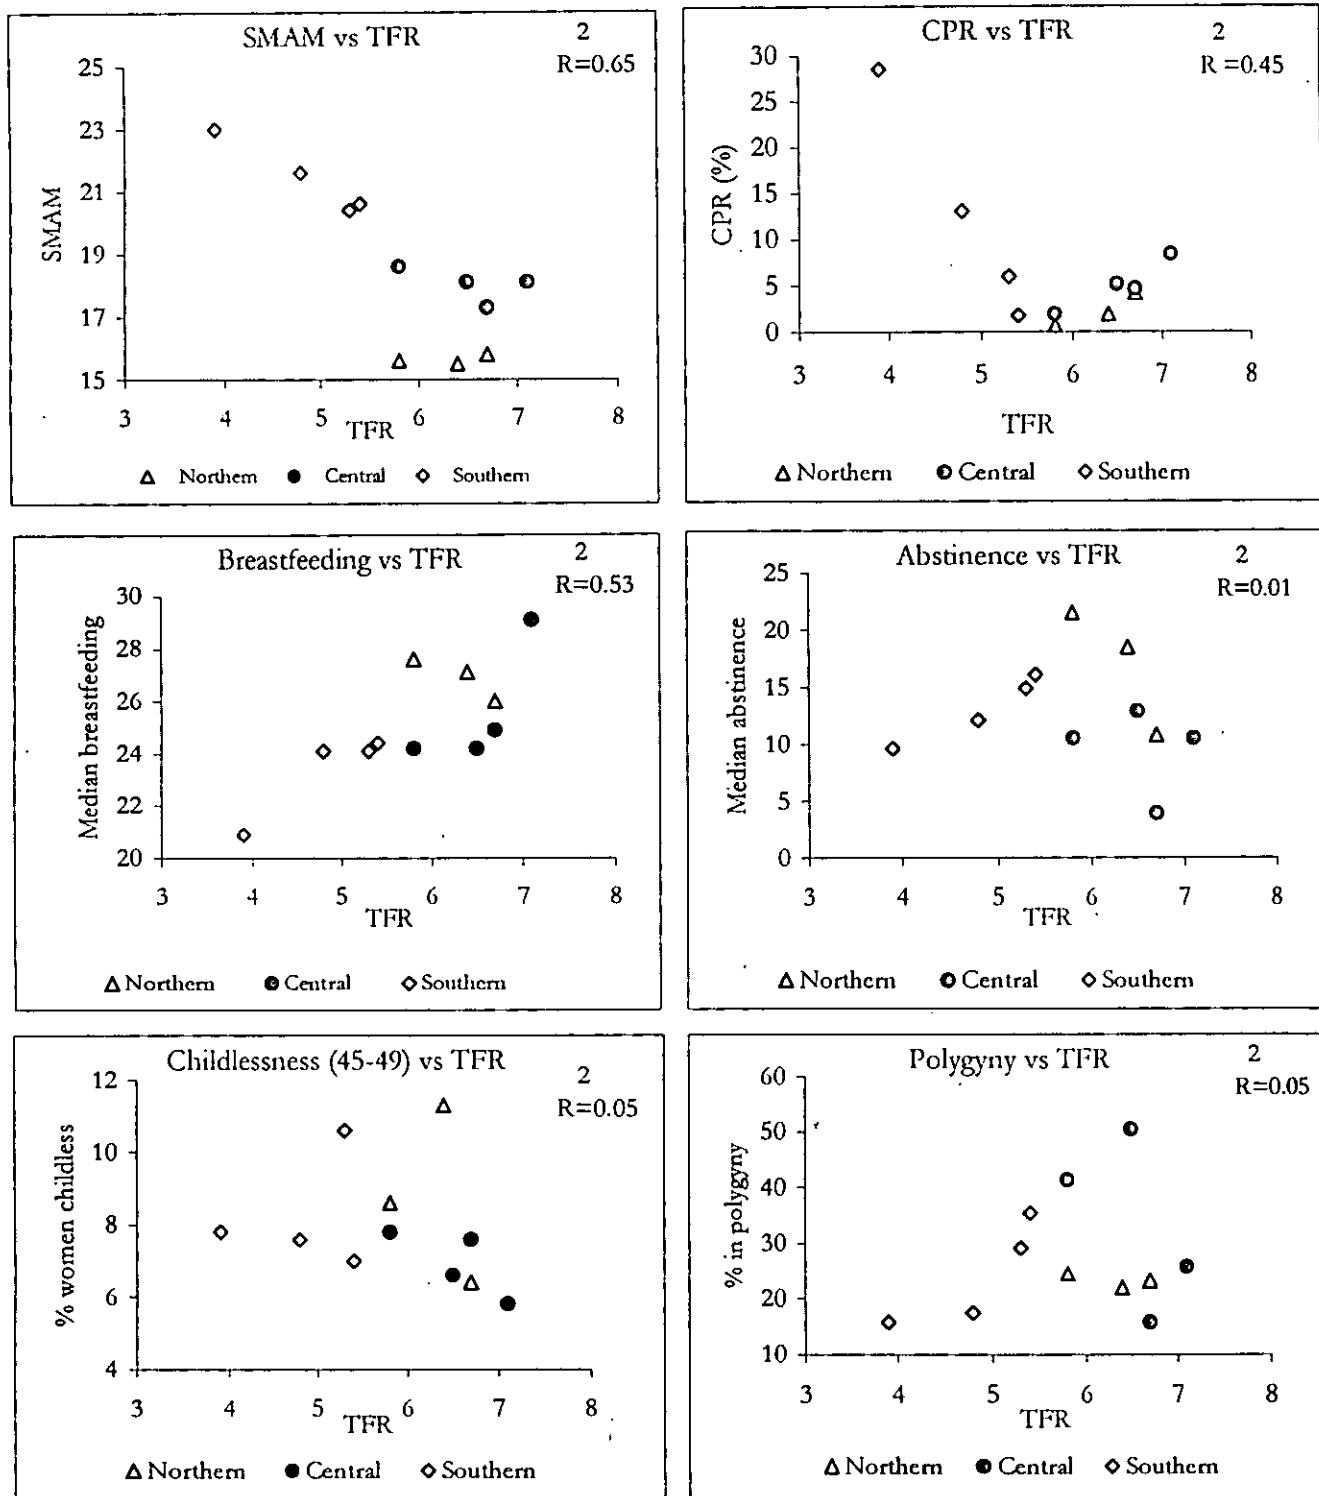 SMAM vs TFR
2
R=0.65
25
23
21
19
17
15
SMAM
3 4 5 6 7 8
TFR
Northern Central Southern
CPR vs TFR
2
R=0.45
30
25
20
15
10
5
0
CPR (%)
3 4 5 6 7 8
TFR
Northern Central Southern
Breastfeeding vs TFR
2
R=0.53
30
28
26
24
22
20
Median breastfeeding
3 4 5 6 7 8
TFR
Northern Central Southern
Abstinence vs TFR
2
R=0.01
25
20
15
10
5
0
Median abstinence
3 4 5 6 7 8
TFR
Northern Central Southern
Childlessness (45-49) vs TFR
2
R=0.05
12
10
8
6
4
% women childless
3 4 5 6 7 8
TFR
Northern Central Southern
Polygyny vs TFR
2
R=0.05
60
50
40
30
20
10
% in polygyny
3 4 5 6 7 8
TFR
Northern Central Southern